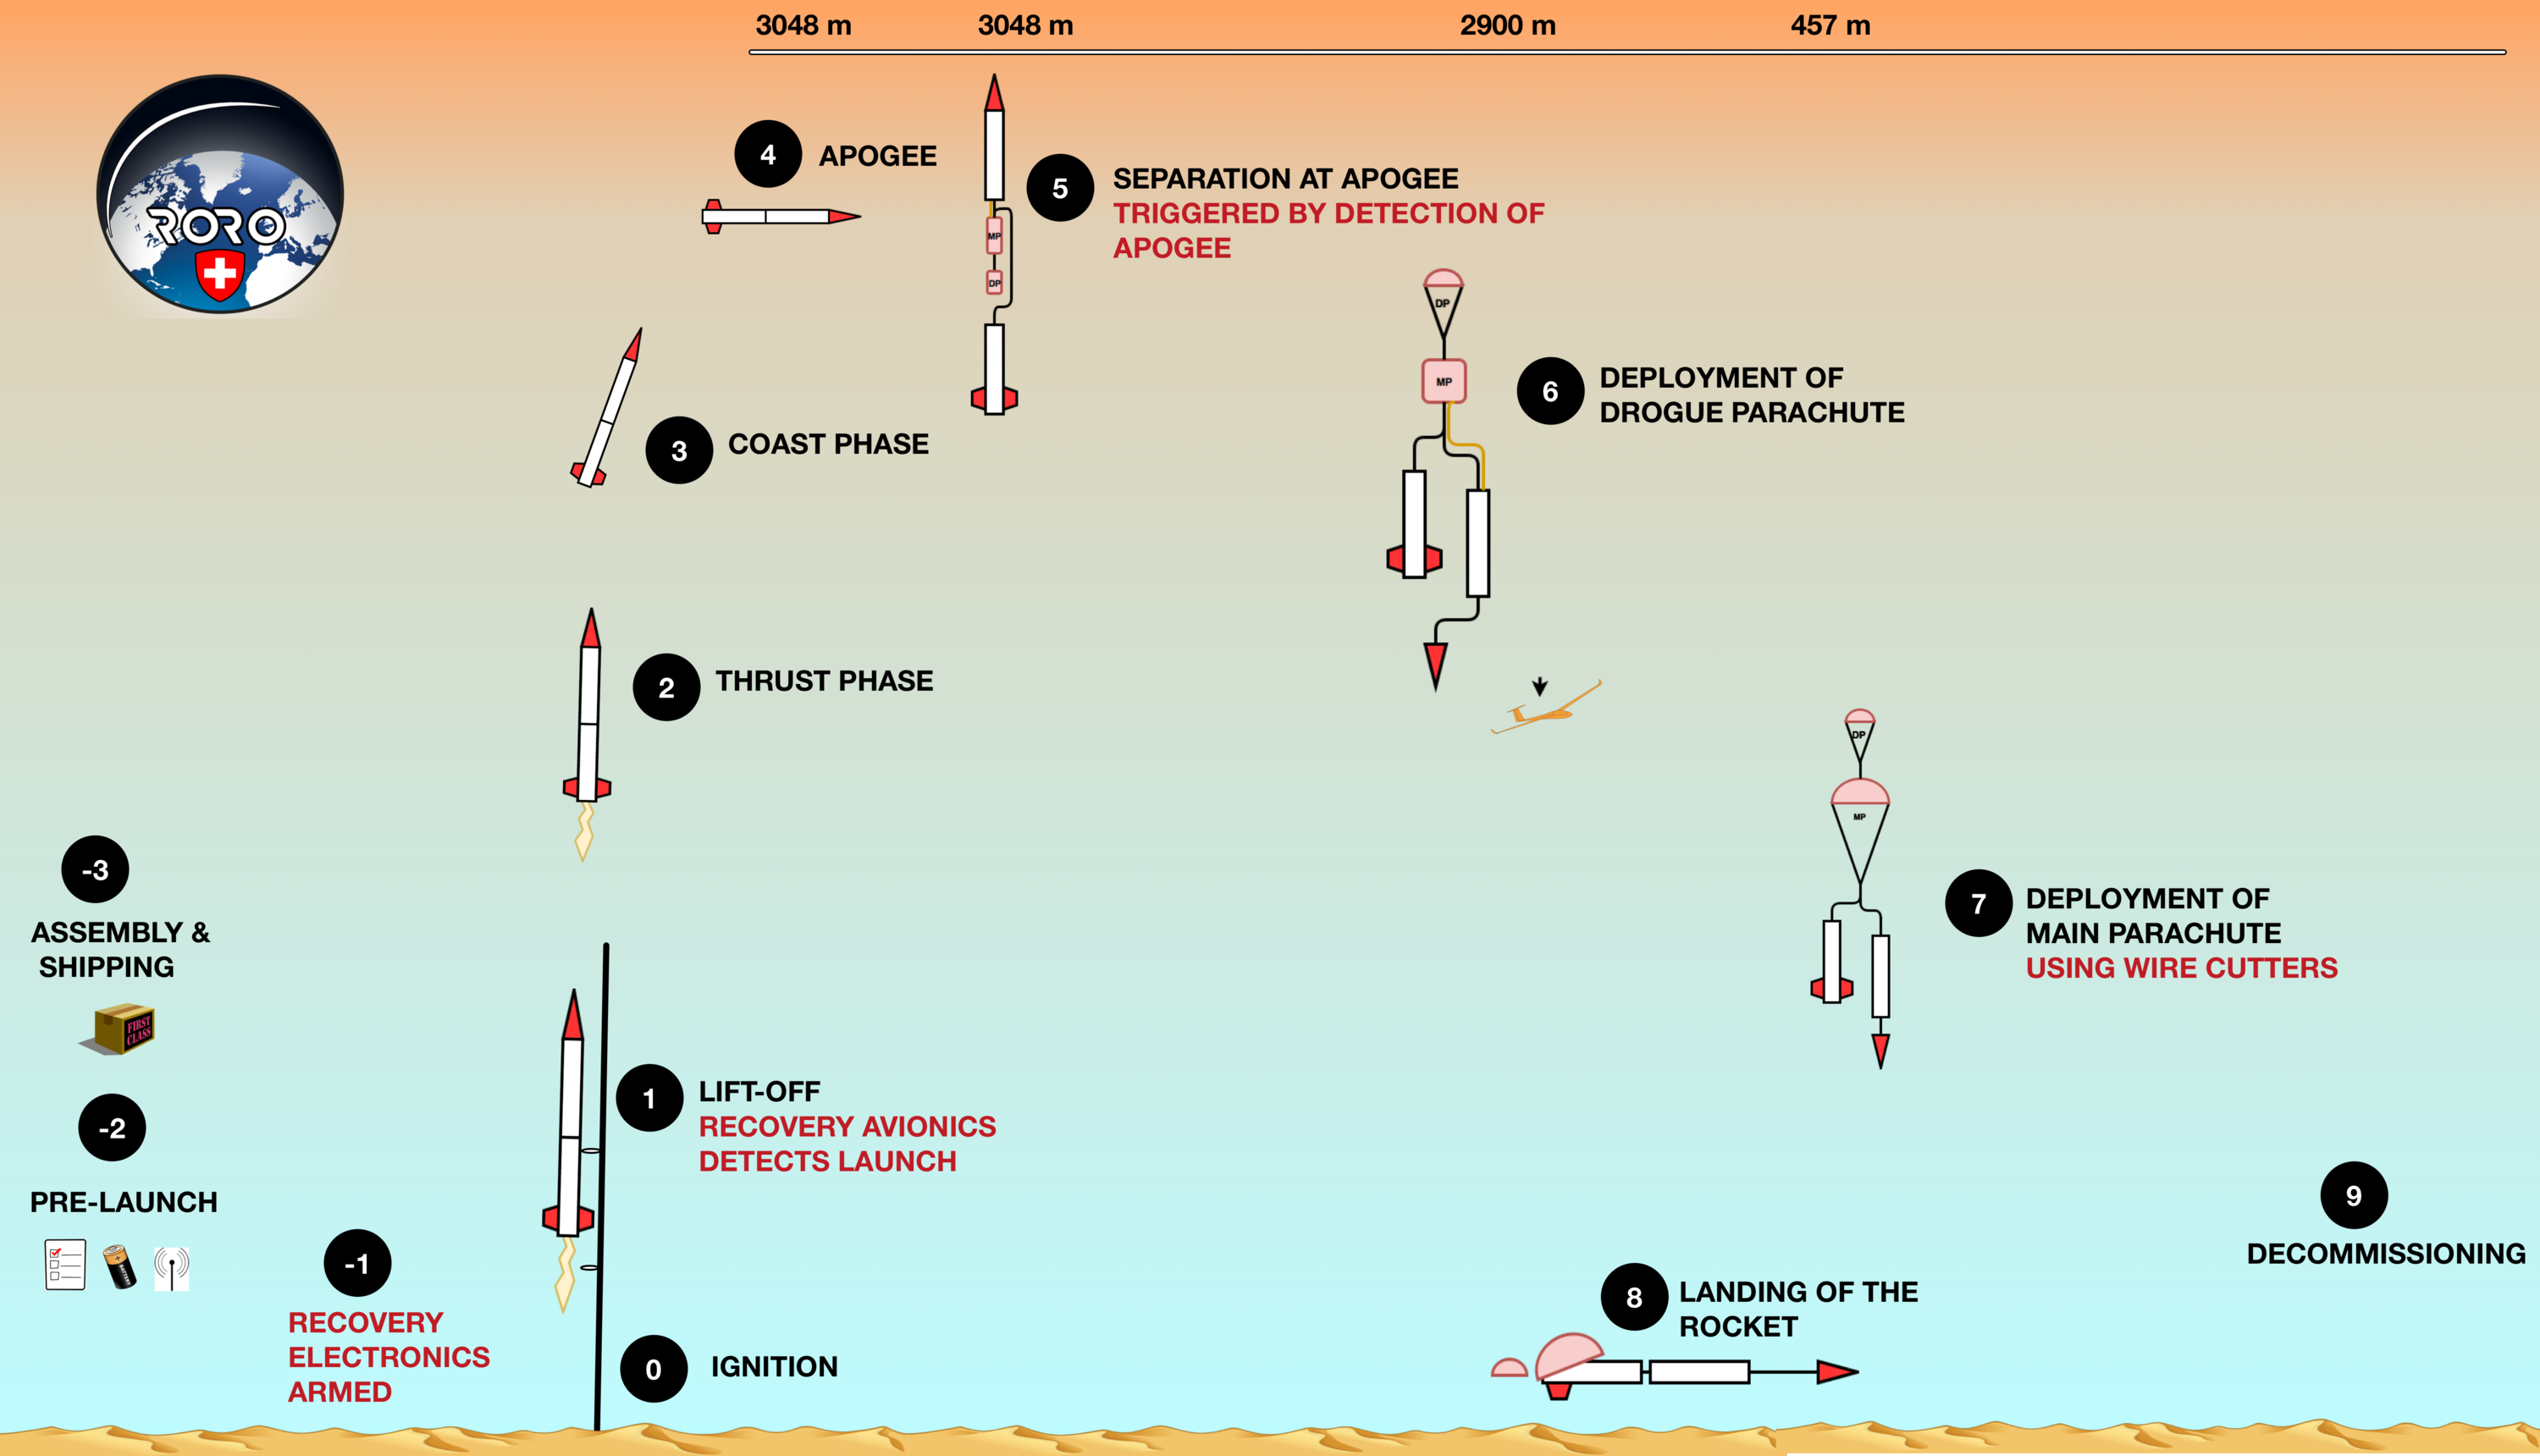 3048 m
3048 m
2900 m
457 m
RORO
4
APOGEE
5
SEPARATION AT APOGEE
TRIGGERED BY DETECTION OF
APOGEE
MP
DP
DP
MP
6
DEPLOYMENT OF
DROGUE PARACHUTE
3
COAST PHASE
2
THRUST PHASE
DP
MP
7
DEPLOYMENT OF
MAIN PARACHUTE
USING WIRE CUTTERS
-3
ASSEMBLY &
SHIPPING
FIRST
CLASS
-2
PRE-LAUNCH
BATTERY
-1
RECOVERY
ELECTRONICS
ARMED
1
LIFT-OFF
RECOVERY AVIONICS
DETECTS LAUNCH
0
IGNITION
8
LANDING OF THE
ROCKET
9
DECOMMISSIONING